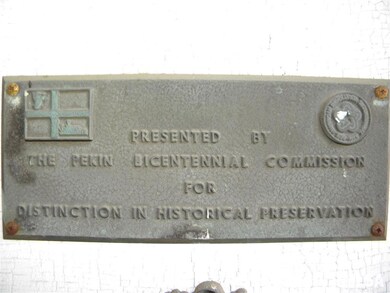 PRESENTED BY
THE PEKIN BICENTENNIAL COMMISSION
FOR
DISTINCTION IN HISTORICAL PRESERVATION